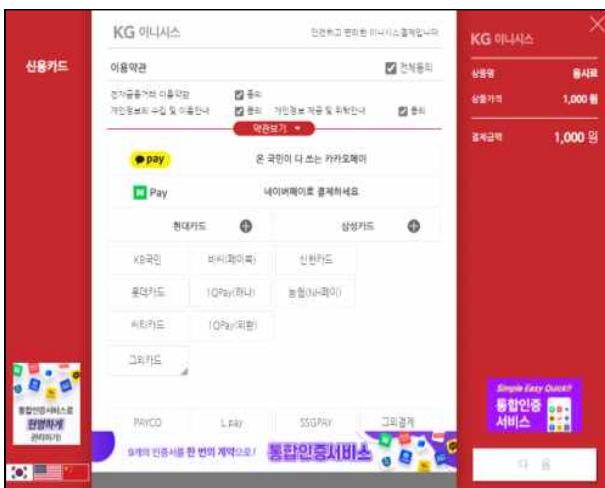 신용카드
KG 이니시스
안전하고 편리한 이니시스결제입니다.
이용약관
전체동의
전자금융거래 이용약관 동의
개인정보의 수집 및 이용안내 동의 개인정보 제공 및 위탁안내 동의
약관보기
pay 온 국민이 다 쓰는 카카오페이
N Pay 네이버페이로 결제하세요
현대카드 삼성카드
KB국민 비씨(페이북) 신한카드
롯데카드 1QPay(하나) 농협(NH페이)
씨티카드 1QPay(외환)
그외카드
PAYCO L.pay SSGPAY 그외결제
9개의 인증서를 한 번의 계약으로! 통합인증서비스
통합인증서비스로
현명하게
관리하기!
KG 이니시스
상품명 응시료
상품가격 1,000 원
결제금액 1,000 원
Simple Easy Quick!!
통합인증
서비스
다 음